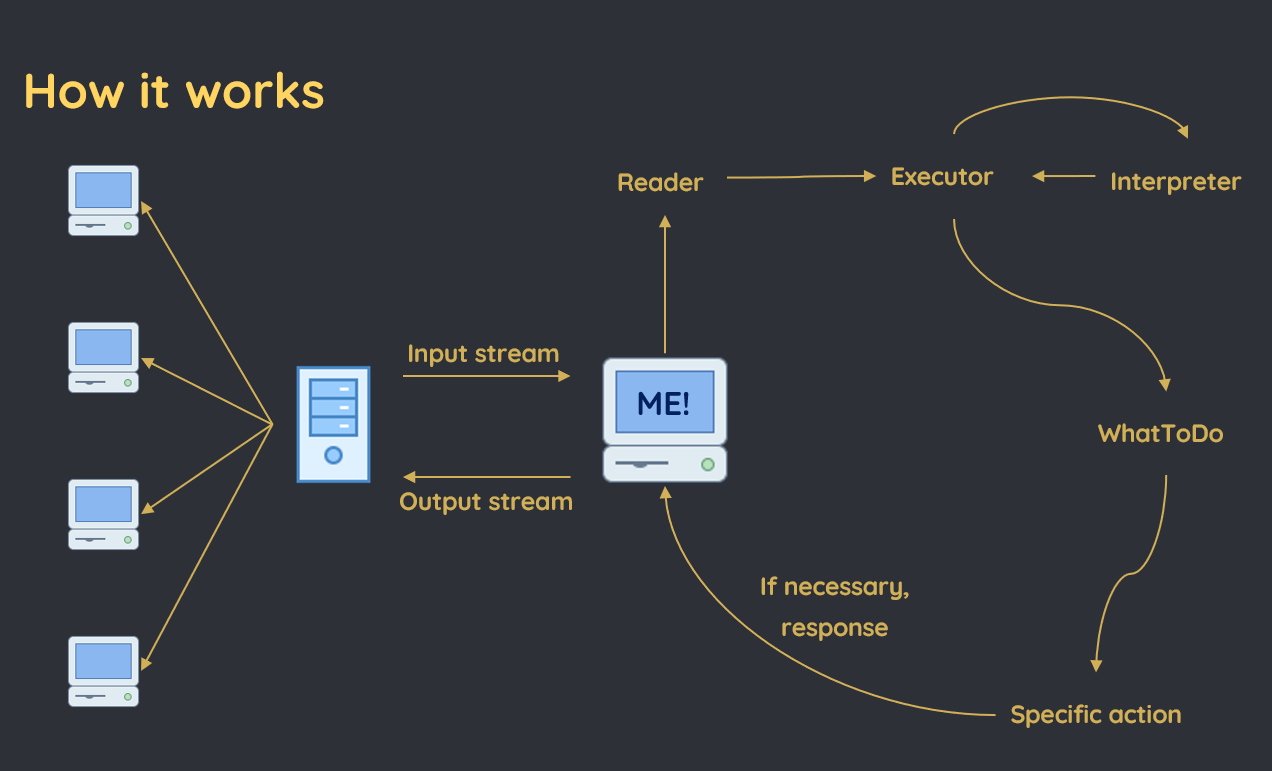 How it works
Reader
Executor
Interpreter
Input stream
ME!
Output stream
WhatToDo
If necessary,
response
Specific action